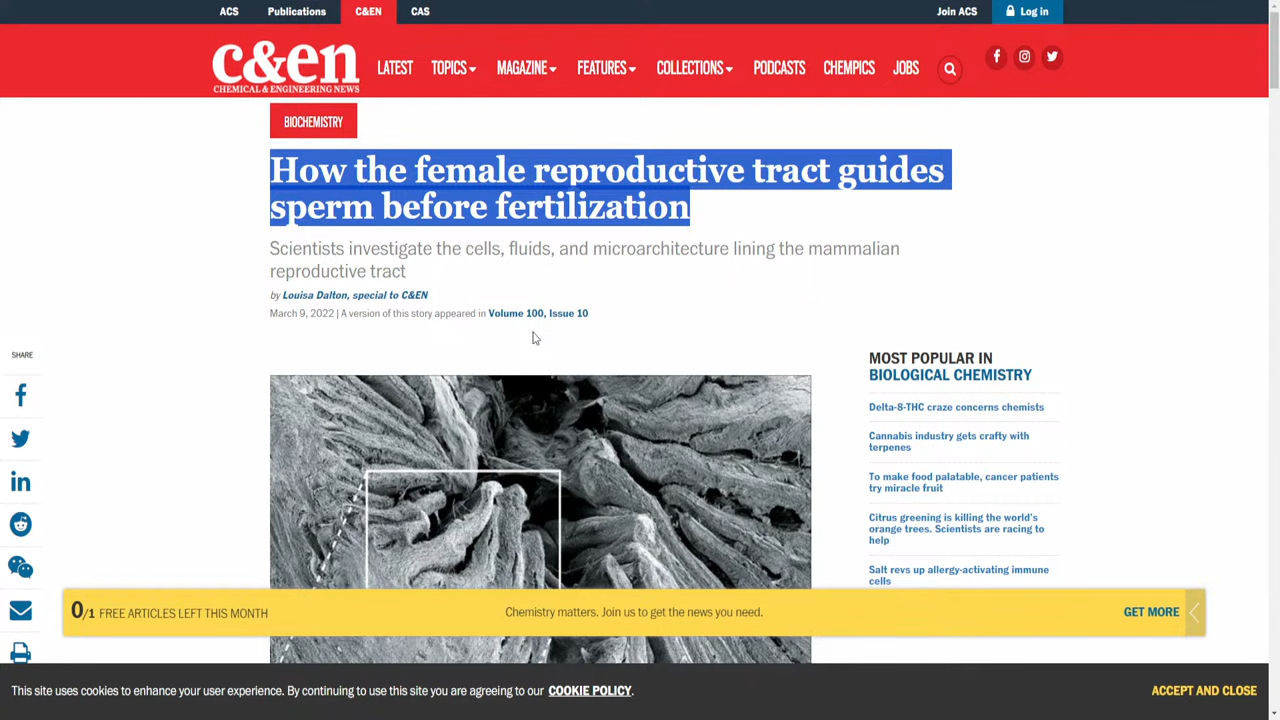 ACS Publications C&EN CAS Join ACS Log in
c&en
CHEMICAL & ENGINEERING NEWS
LATEST TOPICS MAGAZINE FEATURES COLLECTIONS PODCASTS CHEMPICS JOBS
BIOCHEMISTRY
How the female reproductive tract guides
sperm before fertilization
Scientists investigate the cells, fluids, and microarchitecture lining the mammalian
reproductive tract
by Louisa Dalton, special to C&EN
March 9, 2022 | A version of this story appeared in Volume 100, Issue 10
SHARE
MOST POPULAR IN
BIOLOGICAL CHEMISTRY
Delta-8-THC craze concerns chemists
Cannabis industry gets crafty with
terpenes
To make food palatable, cancer patients
try miracle fruit
Citrus greening is killing the world's
orange trees. Scientists are racing to
help
Salt revs up allergy-activating immune
cells
0/1 FREE ARTICLES LEFT THIS MONTH Chemistry matters. Join us to get the news you need. GET MORE
This site uses cookies to enhance your user experience. By continuing to use this site you are agreeing to our COOKIE POLICY. ACCEPT AND CLOSE